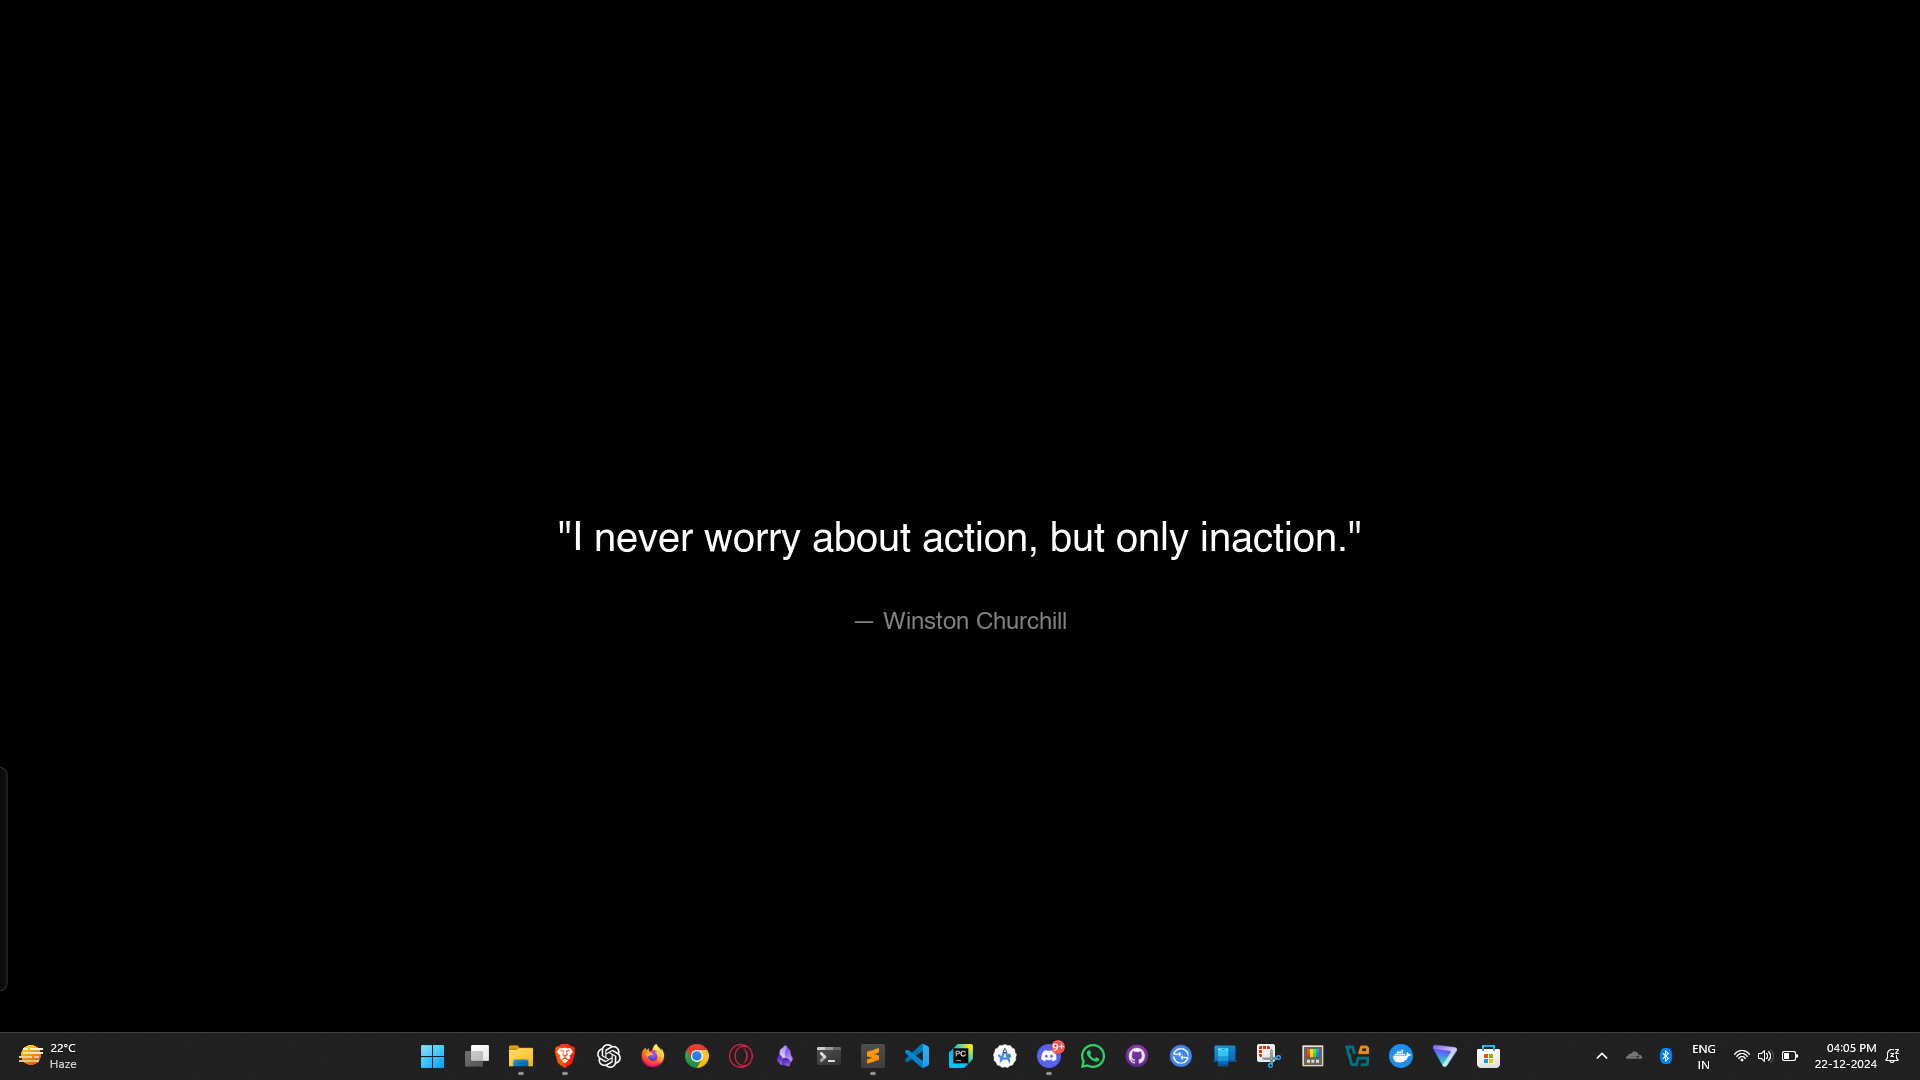 "I never worry about action, but only inaction."
— Winston Churchill
22°C
Haze
PC
9+
ENG
IN
04:05 PM
22-12-2024